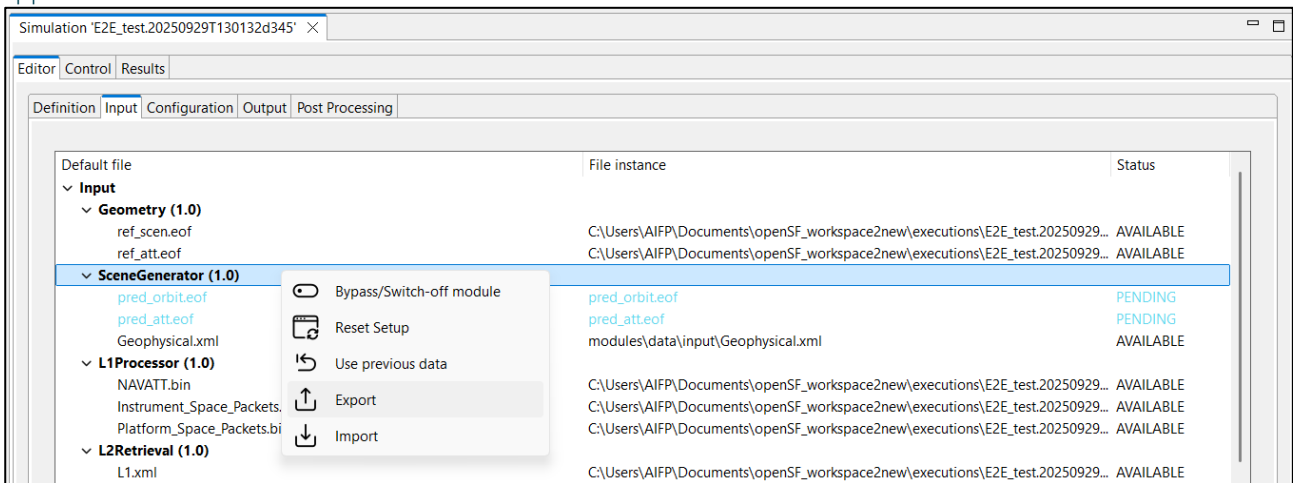 Simulation 'E2E_test.20250929T130132d345'
Editor Control Results
Definition Input Configuration Output Post Processing
Default file File instance Status
Input
Geometry (1.0)
ref_scen.eof C:\Users\AIFP\Documents\openSF_workspace2new\executions\E2E_test.20250929... AVAILABLE
ref_att.eof C:\Users\AIFP\Documents\openSF_workspace2new\executions\E2E_test.20250929... AVAILABLE
SceneGenerator (1.0)
pred_orbit.eof pred_orbit.eof PENDING
pred_att.eof pred_att.eof PENDING
Geophysical.xml modules\data\input\Geophysical.xml AVAILABLE
L1Processor (1.0)
NAVATT.bin C:\Users\AIFP\Documents\openSF_workspace2new\executions\E2E_test.20250929... AVAILABLE
Instrument_Space_Packets. C:\Users\AIFP\Documents\openSF_workspace2new\executions\E2E_test.20250929... AVAILABLE
Platform_Space_Packets.bi C:\Users\AIFP\Documents\openSF_workspace2new\executions\E2E_test.20250929... AVAILABLE
L2Retrieval (1.0)
L1.xml C:\Users\AIFP\Documents\openSF_workspace2new\executions\E2E_test.20250929... AVAILABLE
Bypass/Switch-off module
Reset Setup
Use previous data
Export
Import